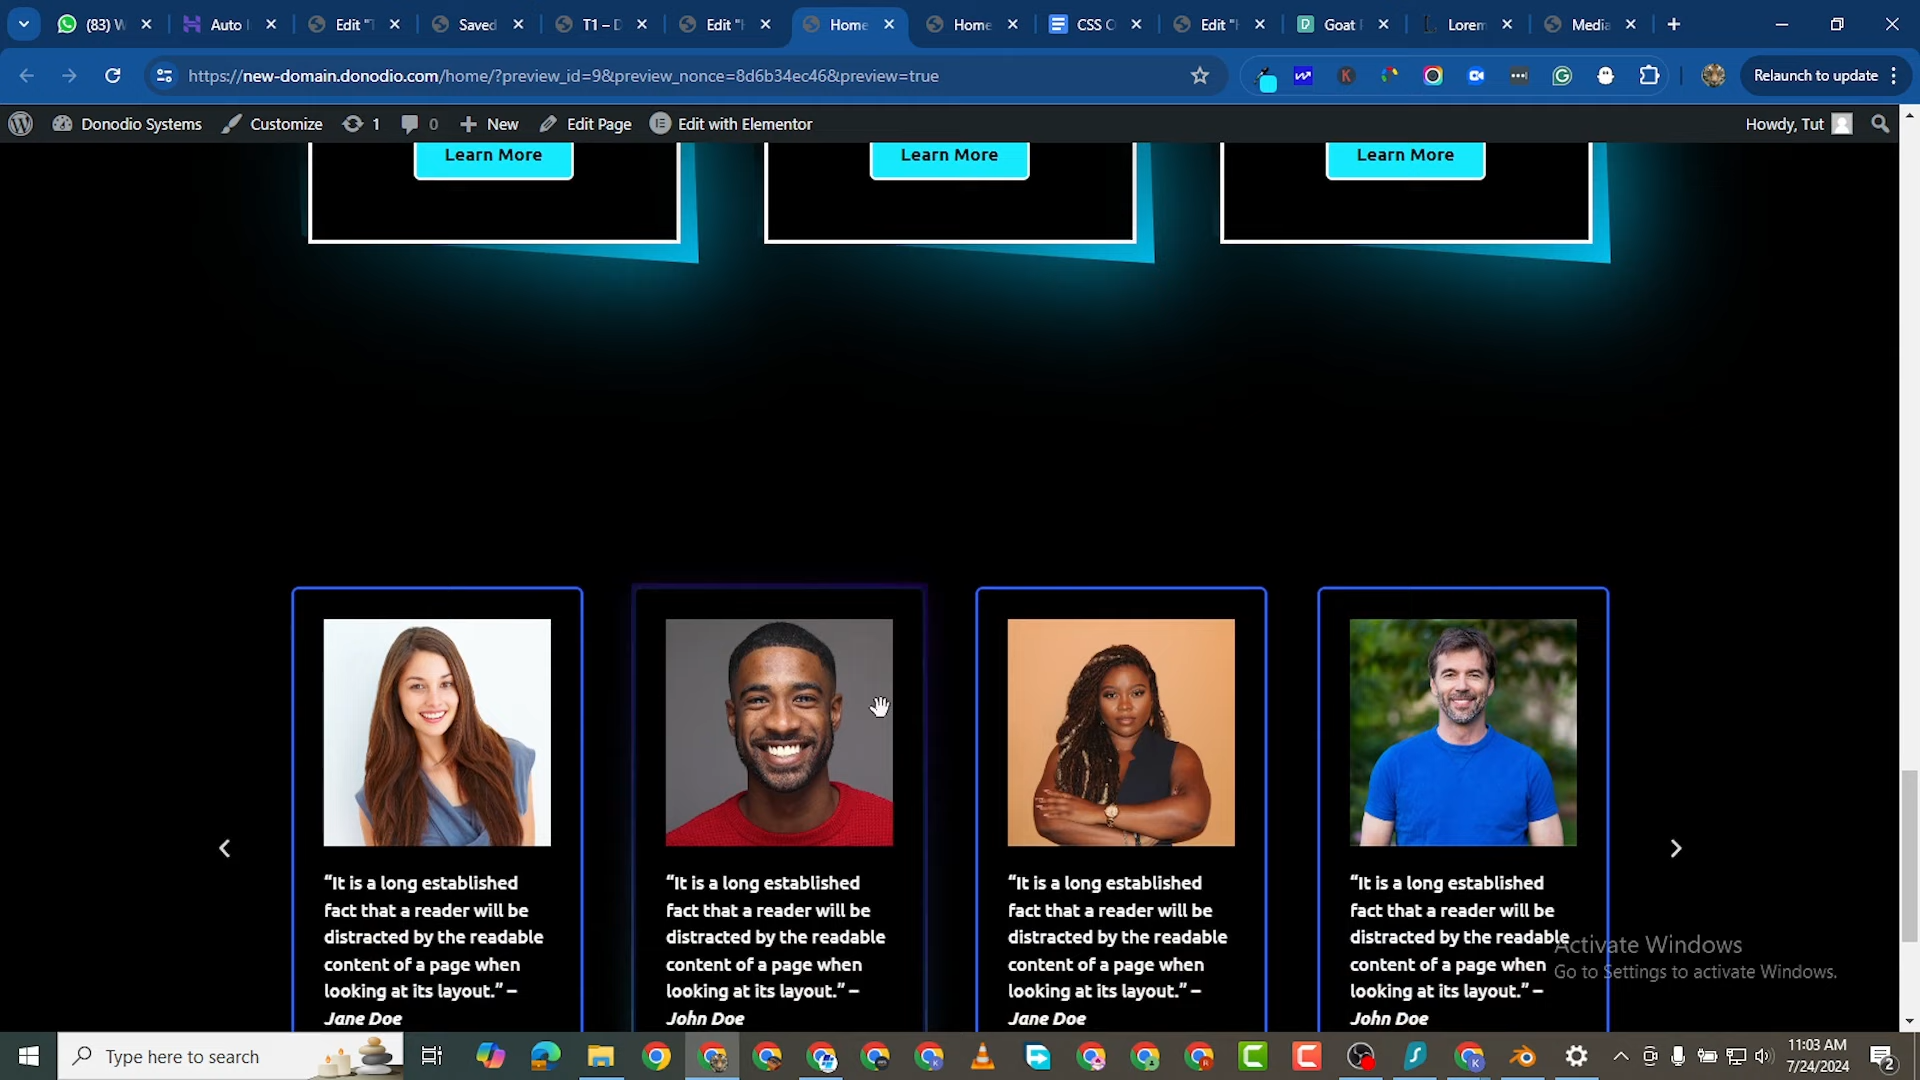 (83) W
Auto
Edit "T
Saved
T1 – D
Edit "H
Home
Home
CSS C
Edit "H
Goat
Lorem
Media
https://new-domain.donodio.com/home/?preview_id=9&preview_nonce=8d6b34ec46&preview=true
Relaunch to update
Donodio Systems
Customize
1
0
New
Edit Page
Edit with Elementor
Howdy, Tut
Learn More
Learn More
Learn More
“It is a long established
fact that a reader will be
distracted by the readable
content of a page when
looking at its layout.” –
Jane Doe
“It is a long established
fact that a reader will be
distracted by the readable
content of a page when
looking at its layout.” –
John Doe
“It is a long established
fact that a reader will be
distracted by the readable
content of a page when
looking at its layout.” –
Jane Doe
“It is a long established
fact that a reader will be
distracted by the readable
content of a page when
looking at its layout.” –
John Doe
Activate Windows
Go to Settings to activate Windows.
Type here to search
11:03 AM
7/24/2024
2